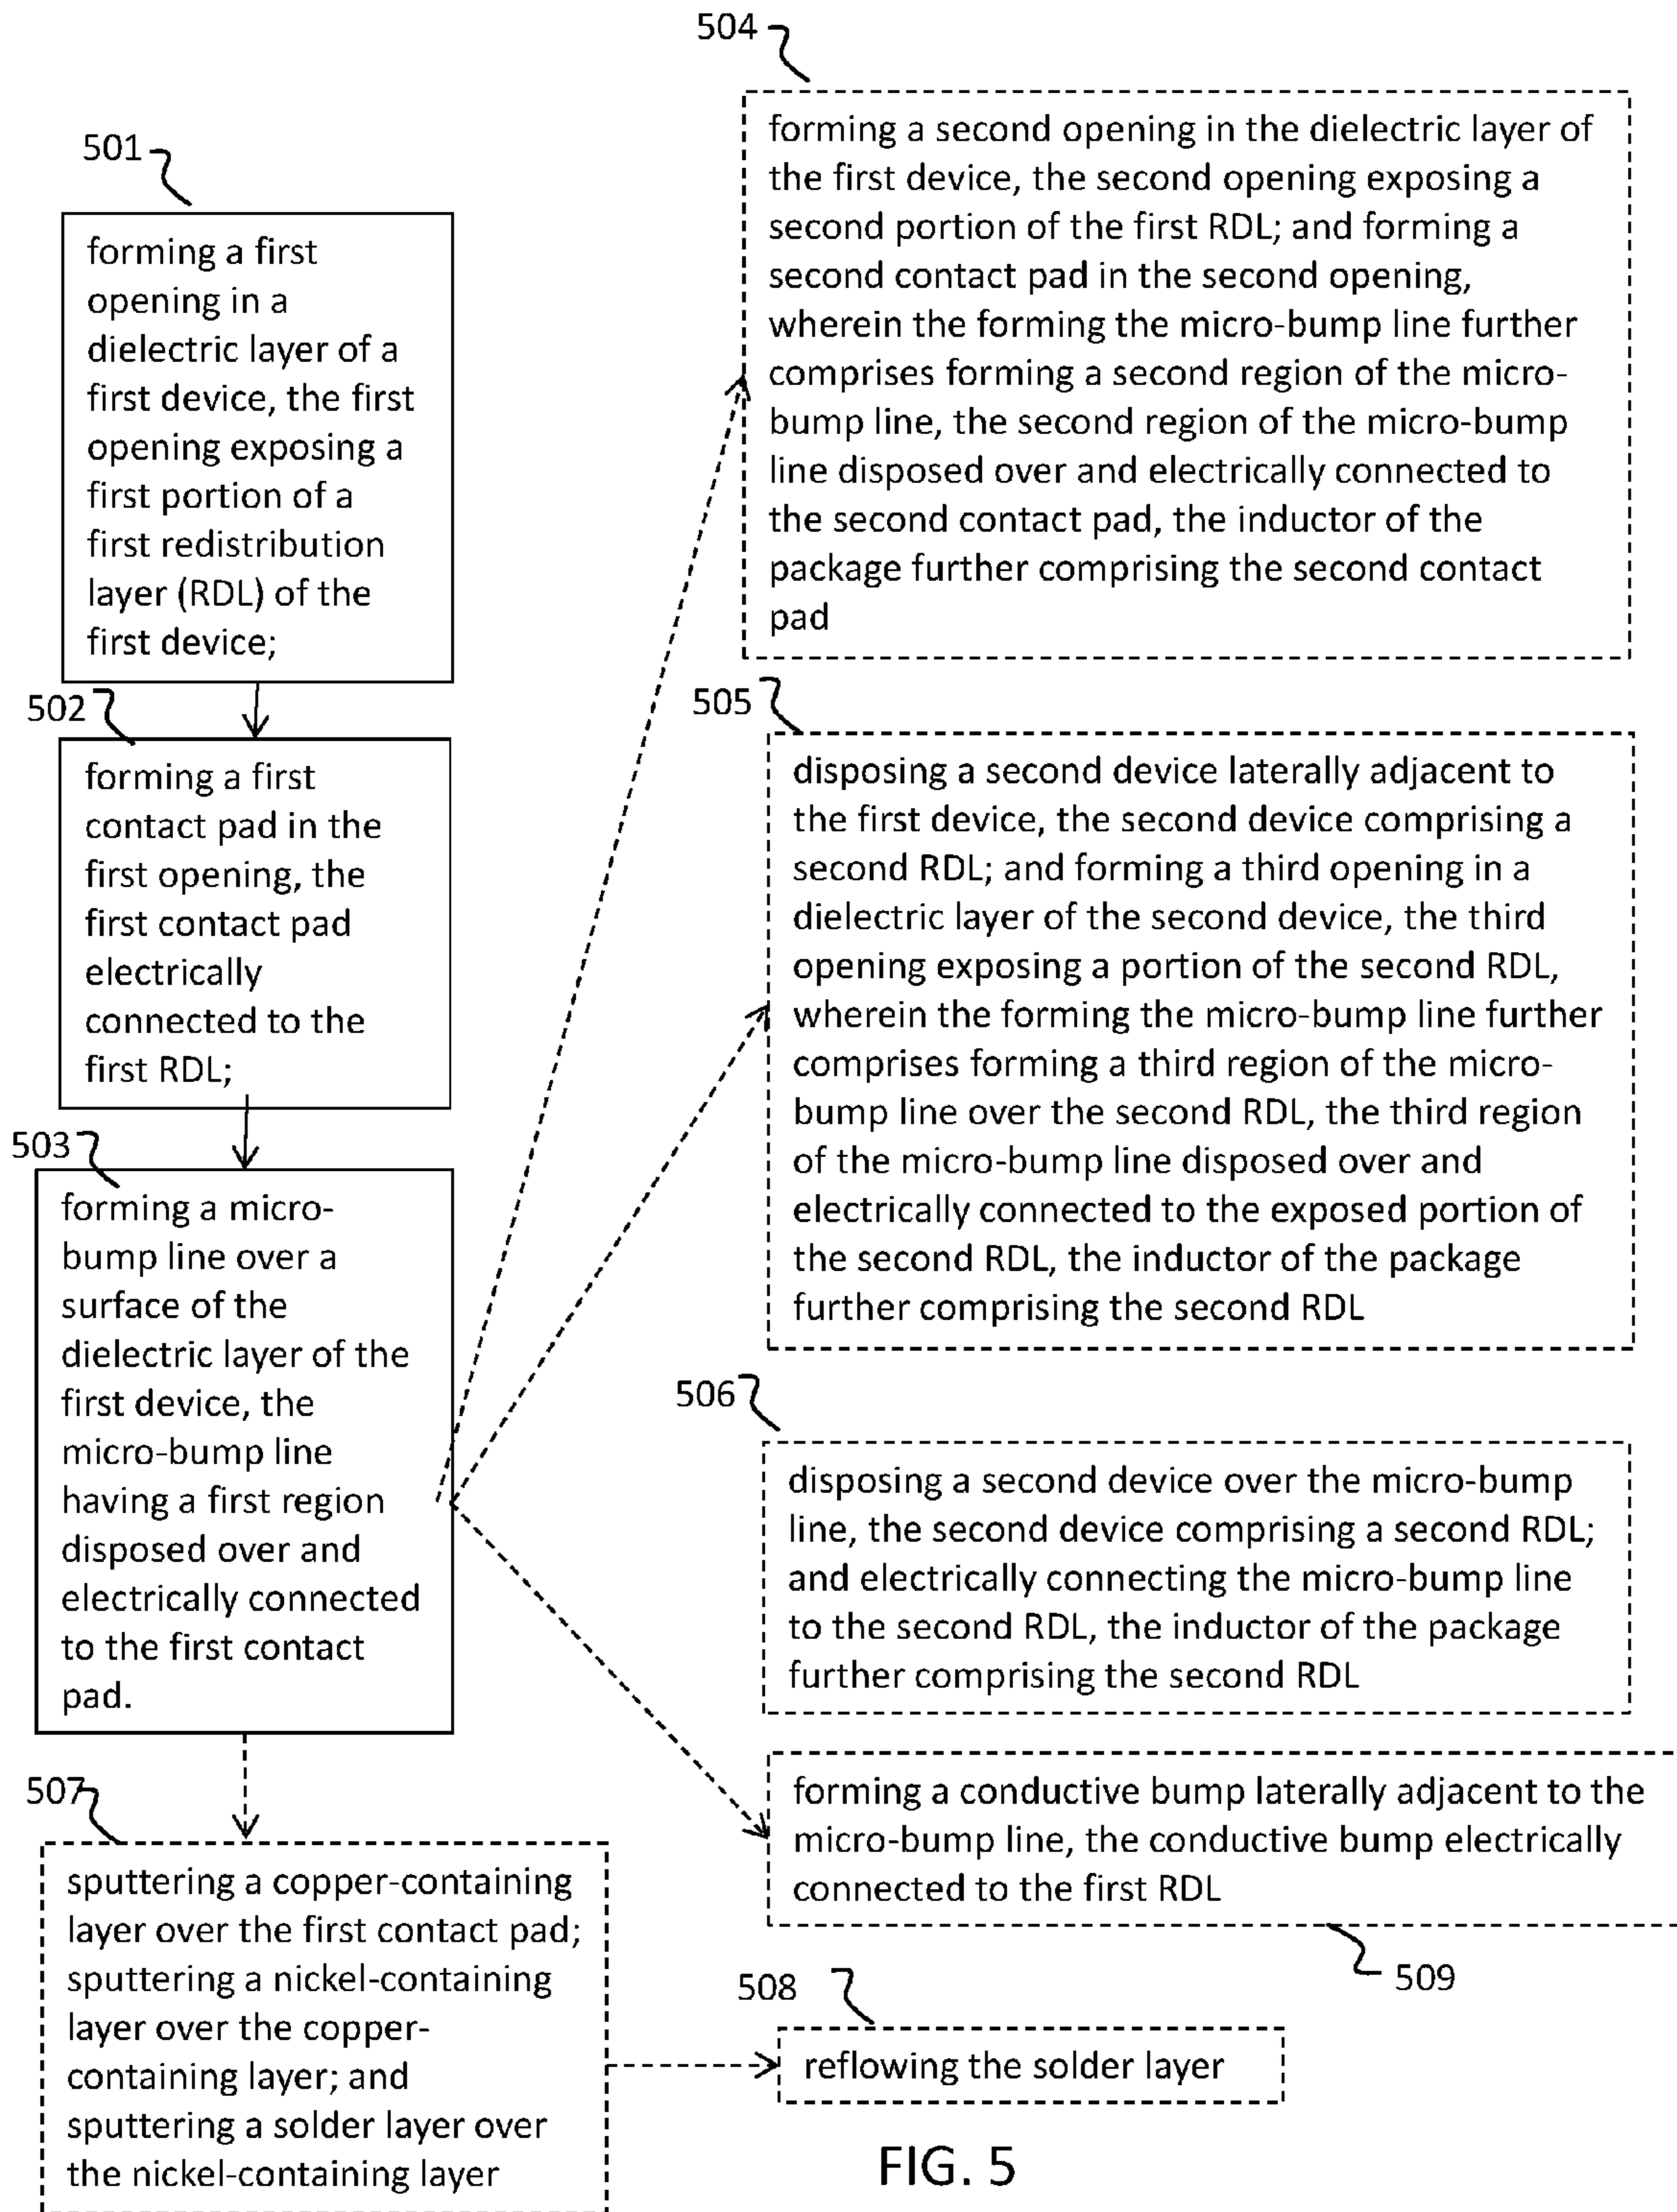 501
forming a first
opening in a
dielectric layer of a
first device, the first
opening exposing a
first portion of a
first redistribution
layer (RDL) of the
first device;
502
forming a first
contact pad in the
first opening, the
first contact pad
electrically
connected to the
first RDL;
503
forming a micro-
bump line over a
surface of the
dielectric layer of the
first device, the
micro-bump line
having a first region
disposed over and
electrically connected
to the first contact
pad.
504
forming a second opening in the dielectric layer of
the first device, the second opening exposing a
second portion of the first RDL; and forming a
second contact pad in the second opening,
wherein the forming the micro-bump line further
comprises forming a second region of the micro-
bump line, the second region of the micro-bump
line disposed over and electrically connected to
the second contact pad, the inductor of the
package further comprising the second contact
pad
505
disposing a second device laterally adjacent to
the first device, the second device comprising a
second RDL; and forming a third opening in a
dielectric layer of the second device, the third
opening exposing a portion of the second RDL,
wherein the forming the micro-bump line further
comprises forming a third region of the micro-
bump line over the second RDL, the third region
of the micro-bump line disposed over and
electrically connected to the exposed portion of
the second RDL, the inductor of the package
further comprising the second RDL
506
disposing a second device over the micro-bump
line, the second device comprising a second RDL;
and electrically connecting the micro-bump line
to the second RDL, the inductor of the package
further comprising the second RDL
507
sputtering a copper-containing
layer over the first contact pad;
sputtering a nickel-containing
layer over the copper-
containing layer; and
sputtering a solder layer over
the nickel-containing layer
forming a conductive bump laterally adjacent to the
micro-bump line, the conductive bump electrically
connected to the first RDL
509
508
reflowing the solder layer
FIG. 5